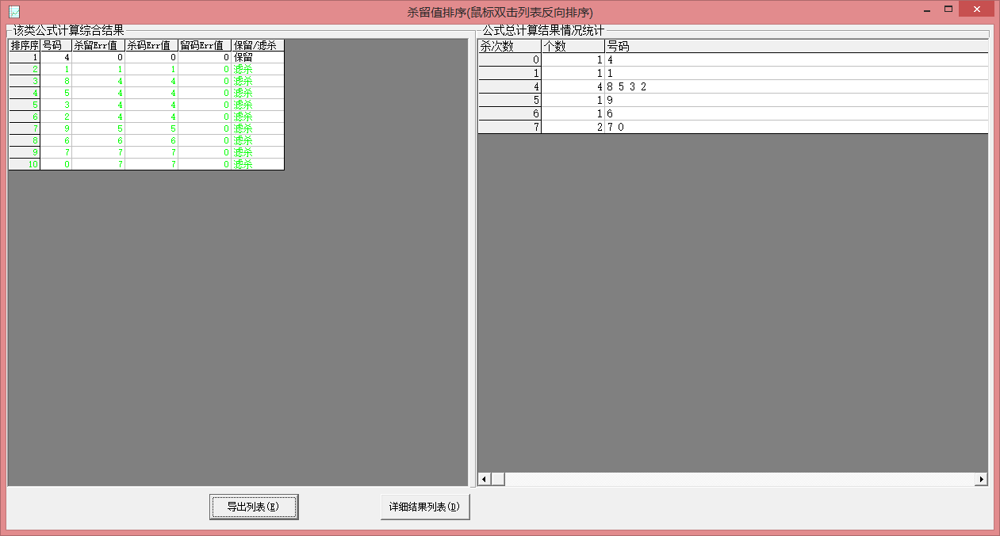 杀留值排序(鼠标双击列表反向排序)
该类公式计算综合结果
排序序 号码 杀留Err值 杀码Err值 留码Err值 保留/滤杀
1 4 0 0 0 保留
2 1 1 1 0 滤杀
3 8 4 4 0 滤杀
4 5 4 4 0 滤杀
5 3 4 4 0 滤杀
6 2 4 4 0 滤杀
7 9 5 5 0 滤杀
8 6 6 6 0 滤杀
9 7 7 7 0 滤杀
10 0 7 7 0 滤杀
公式总计算结果情况统计
杀次数 个数 号码
0 1 4
1 1 1
4 4 8 5 3 2
5 1 9
6 1 6
7 2 7 0
导出列表(E)
详细结果列表(D)